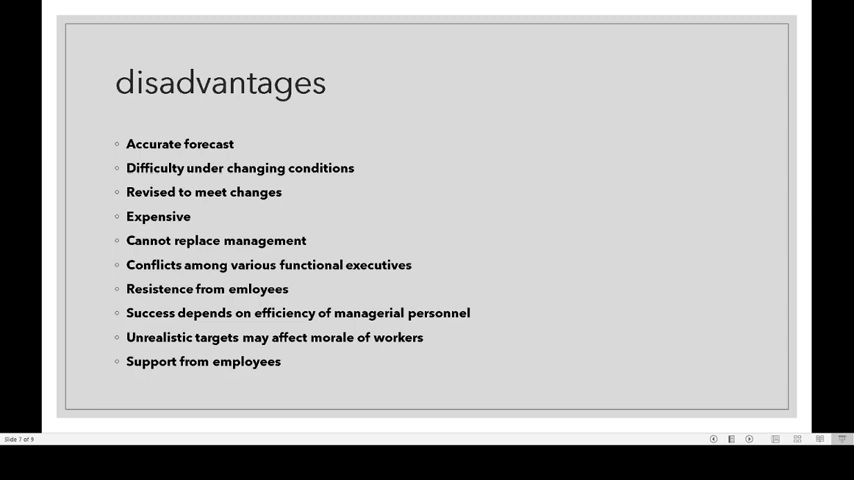 disadvantages
Accurate forecast
Difficulty under changing conditions
Revised to meet changes
Expensive
Cannot replace management
Conflicts among various functional executives
Resistence from emloyees
Success depends on efficiency of managerial personnel
Unrealistic targets may affect morale of workers
Support from employees
Slide 7 of 9